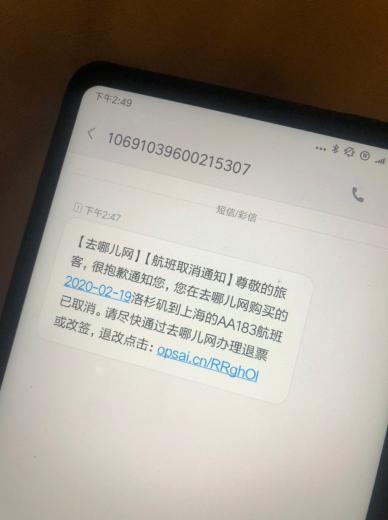 下午2:49
10691039600215307
短信/彩信
下午2:47
【去哪儿网】【航班取消通知】尊敬的旅
客，很抱歉通知您，您在去哪儿网购买的
2020-02-19洛杉矶到上海的AA183航班
已取消。请尽快通过去哪儿网办理退票
或改签，退改点击：opsai.cn/RRghOl